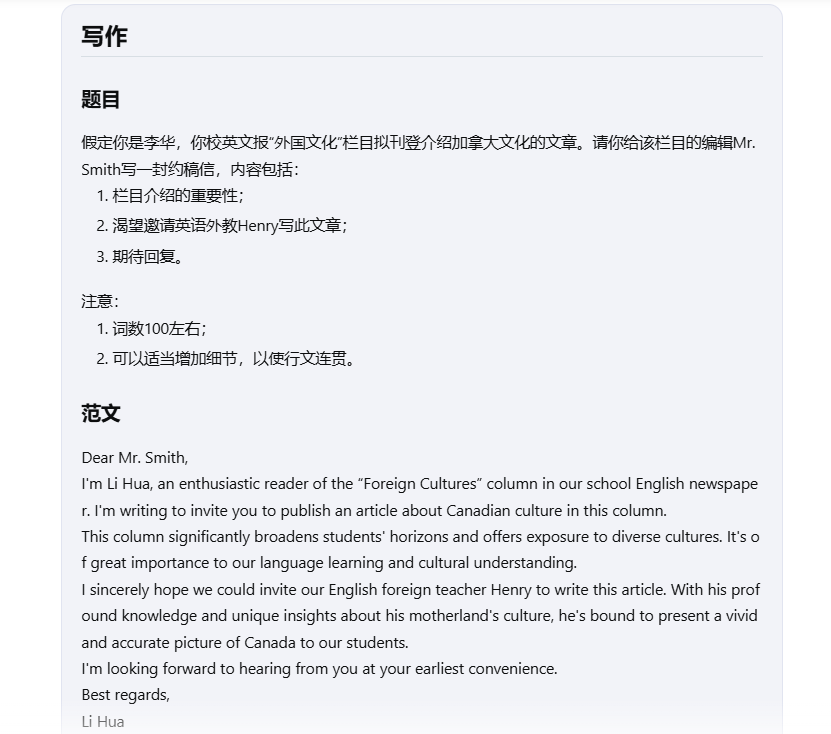 写作
题目
假定你是李华，你校英文报“外国文化”栏目拟刊登介绍加拿大文化的文章。请你给该栏目的编辑Mr.
Smith写一封约稿信，内容包括：
1. 栏目介绍的重要性；
2. 渴望邀请英语外教Henry写此文章；
3. 期待回复。
注意：
1. 词数100左右；
2. 可以适当增加细节，以使行文连贯。
范文
Dear Mr. Smith,
I'm Li Hua, an enthusiastic reader of the “Foreign Cultures” column in our school English newspape
r. I'm writing to invite you to publish an article about Canadian culture in this column.
This column significantly broadens students' horizons and offers exposure to diverse cultures. It's o
f great importance to our language learning and cultural understanding.
I sincerely hope we could invite our English foreign teacher Henry to write this article. With his prof
ound knowledge and unique insights about his motherland's culture, he's bound to present a vivid
and accurate picture of Canada to our students.
I'm looking forward to hearing from you at your earliest convenience.
Best regards,
Li Hua